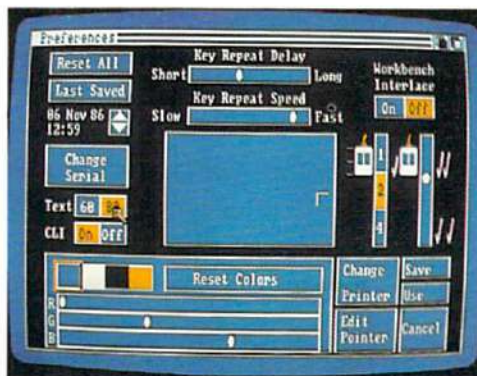 Preferences
Reset All
Last Saved
06 Nov 86
12:59
Change
Serial
Text 60 80
CLI On Off
Key Repeat Delay
Short Long
Key Repeat Speed
Slow Fast
Workbench
Interlace
On Off
1
2
4
Reset Colors
R
G
B
Change
Printer
Edit
Pointer
Save
Use
Cancel